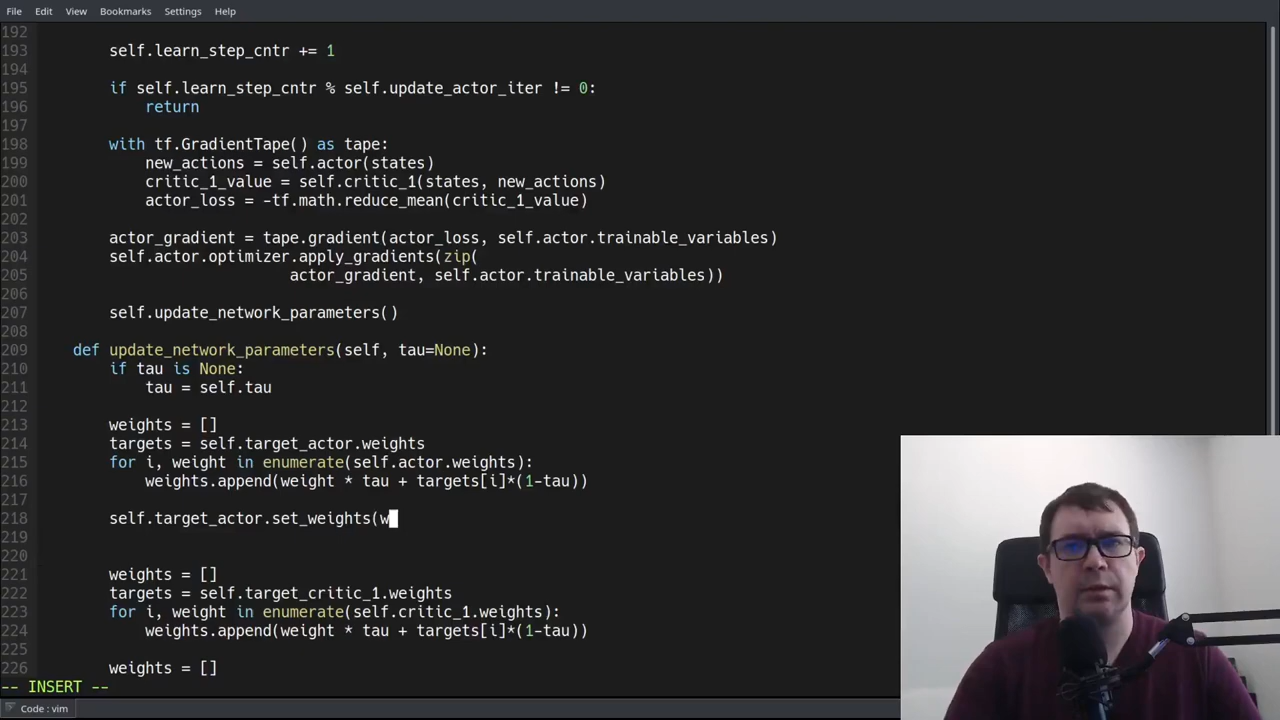 File Edit View Bookmarks Settings Help
192
193 self.learn_step_cntr += 1
194
195 if self.learn_step_cntr % self.update_actor_iter != 0:
196 return
197
198 with tf.GradientTape() as tape:
199 new_actions = self.actor(states)
200 critic_1_value = self.critic_1(states, new_actions)
201 actor_loss = -tf.math.reduce_mean(critic_1_value)
202
203 actor_gradient = tape.gradient(actor_loss, self.actor.trainable_variables)
204 self.actor.optimizer.apply_gradients(zip(
205 actor_gradient, self.actor.trainable_variables))
206
207 self.update_network_parameters()
208
209 def update_network_parameters(self, tau=None):
210 if tau is None:
211 tau = self.tau
212
213 weights = []
214 targets = self.target_actor.weights
215 for i, weight in enumerate(self.actor.weights):
216 weights.append(weight * tau + targets[i]*(1-tau))
217
218 self.target_actor.set_weights(w
219
220
221 weights = []
222 targets = self.target_critic_1.weights
223 for i, weight in enumerate(self.critic_1.weights):
224 weights.append(weight * tau + targets[i]*(1-tau))
225
226 weights = []
-- INSERT --
Code : vim